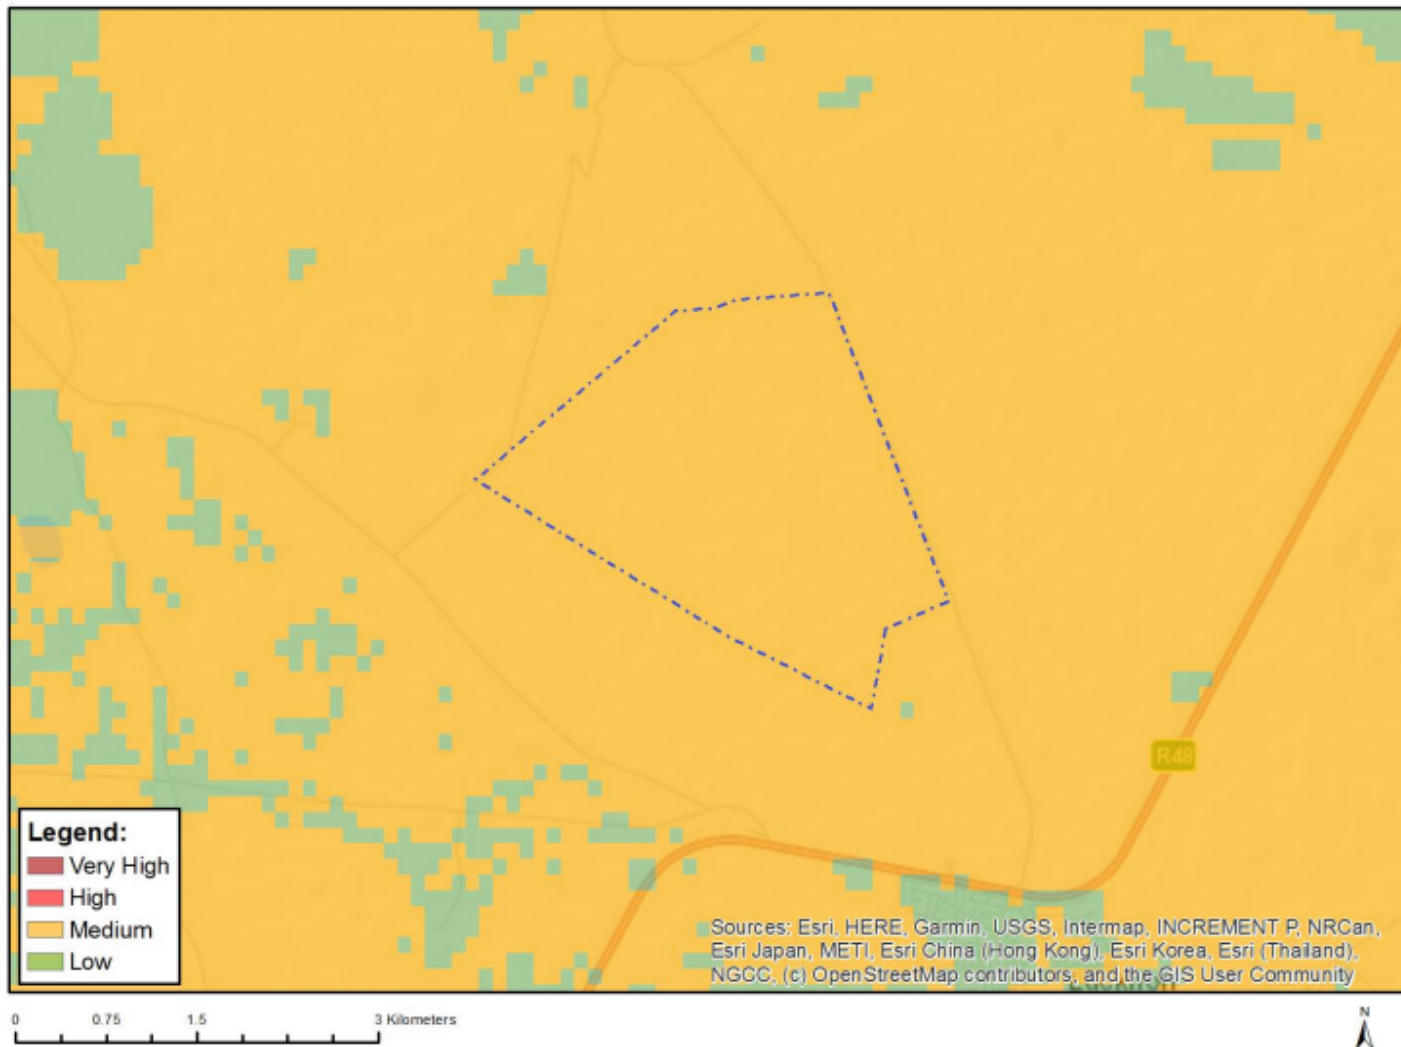 R48
Legend:
Very High
High
Medium
Low
Sources: Esri, HERE, Garmin, USGS, Intermap, INCREMENT P, NRCan,
Esri Japan, METI, Esri China (Hong Kong), Esri Korea, Esri (Thailand),
NGCC, (c) OpenStreetMap contributors, and the GIS User Community
0 0.75 1.5 3 Kilometers
N